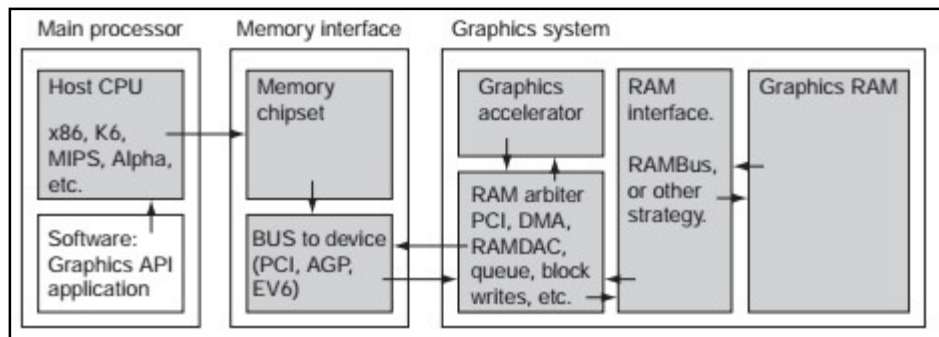 Main processor
Host CPU
x86, K6,
MIPS, Alpha,
etc.
Software:
Graphics API
application
Memory interface
Memory
chipset
BUS to device
(PCI, AGP,
EV6)
Graphics system
Graphics
accelerator
RAM arbiter
PCI, DMA,
RAMDAC,
queue, block
writes, etc.
RAM
interface.
RAMBus,
or other
strategy.
Graphics RAM